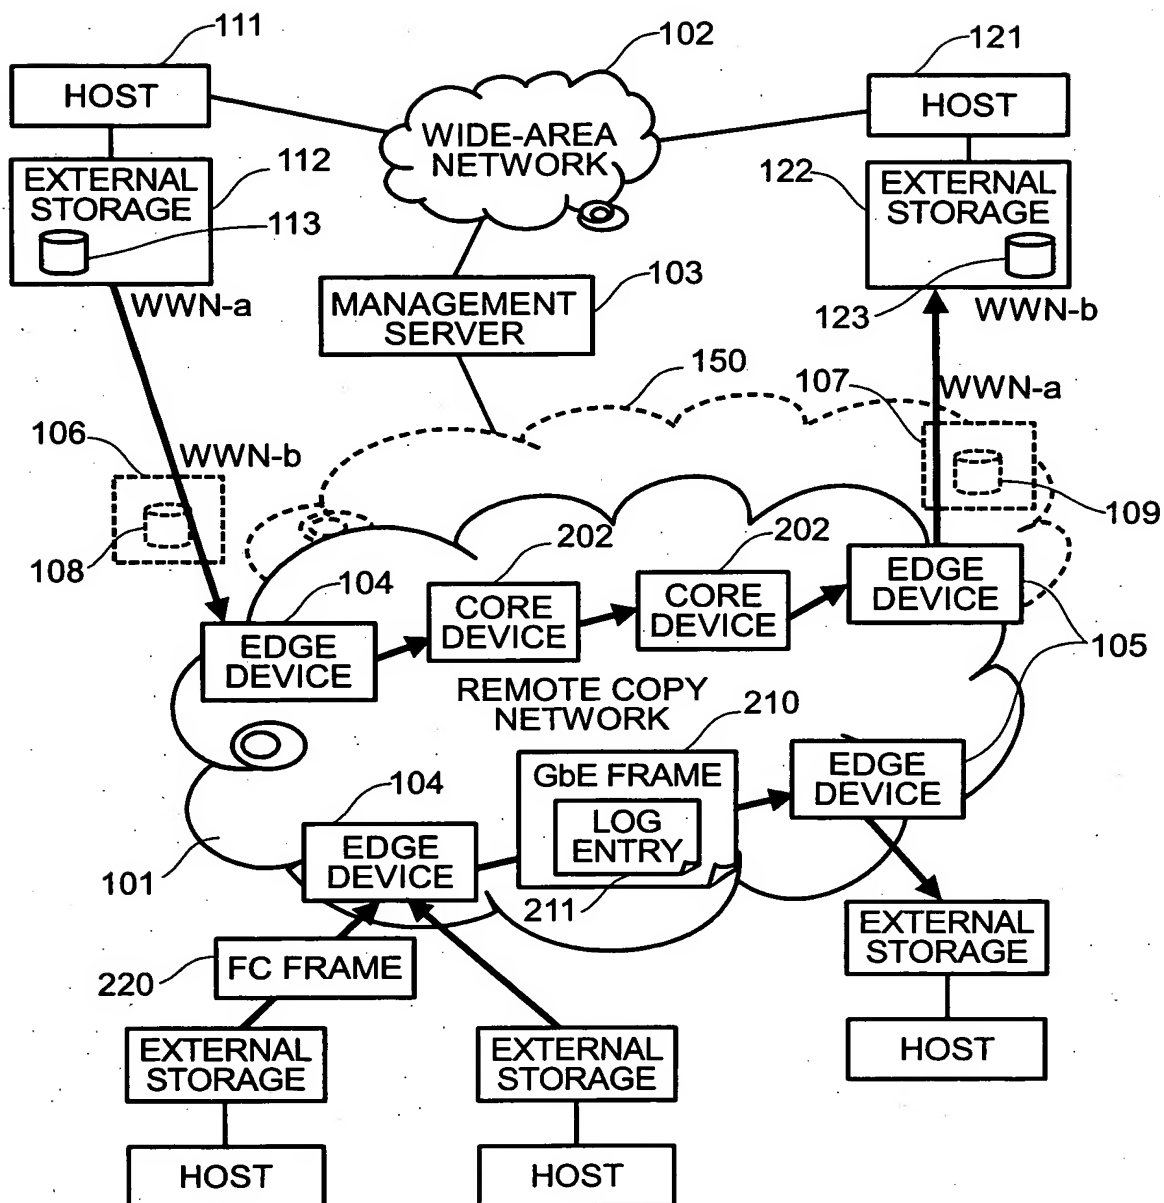 111
102
121
HOST
WIDE-AREA
NETWORK
HOST
EXTERNAL
STORAGE
112
113
122
EXTERNAL
STORAGE
103
MANAGEMENT
SERVER
WWN-a
123
WWN-b
150
107
WWN-a
106
WWN-b
108
109
202
202
104
EDGE
DEVICE
CORE
DEVICE
CORE
DEVICE
EDGE
DEVICE
105
REMOTE COPY
NETWORK
210
GbE FRAME
LOG
ENTRY
211
EDGE
DEVICE
104
EDGE
DEVICE
101
EXTERNAL
STORAGE
220
FC FRAME
EXTERNAL
STORAGE
EXTERNAL
STORAGE
HOST
HOST
HOST